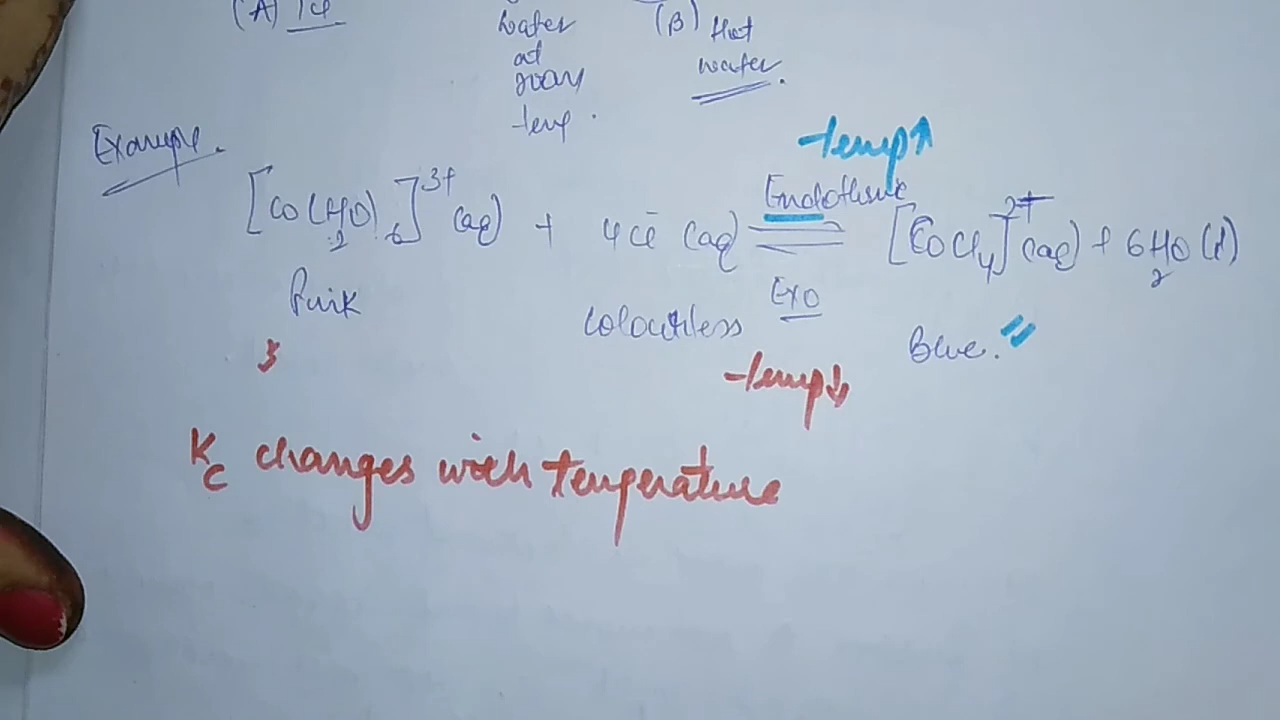 (A) Ice
water
at
room
temp.
(B) Hot
water.
Example.
temp↑
Endothermic
[Co(H2O)6]3+ (aq) + 4Cl- (aq) ⇌ [CoCl4]2+ (aq) + 6H2O (l)
Exo
Pink
colourless
Blue.
temp↓
Kc changes with temperature